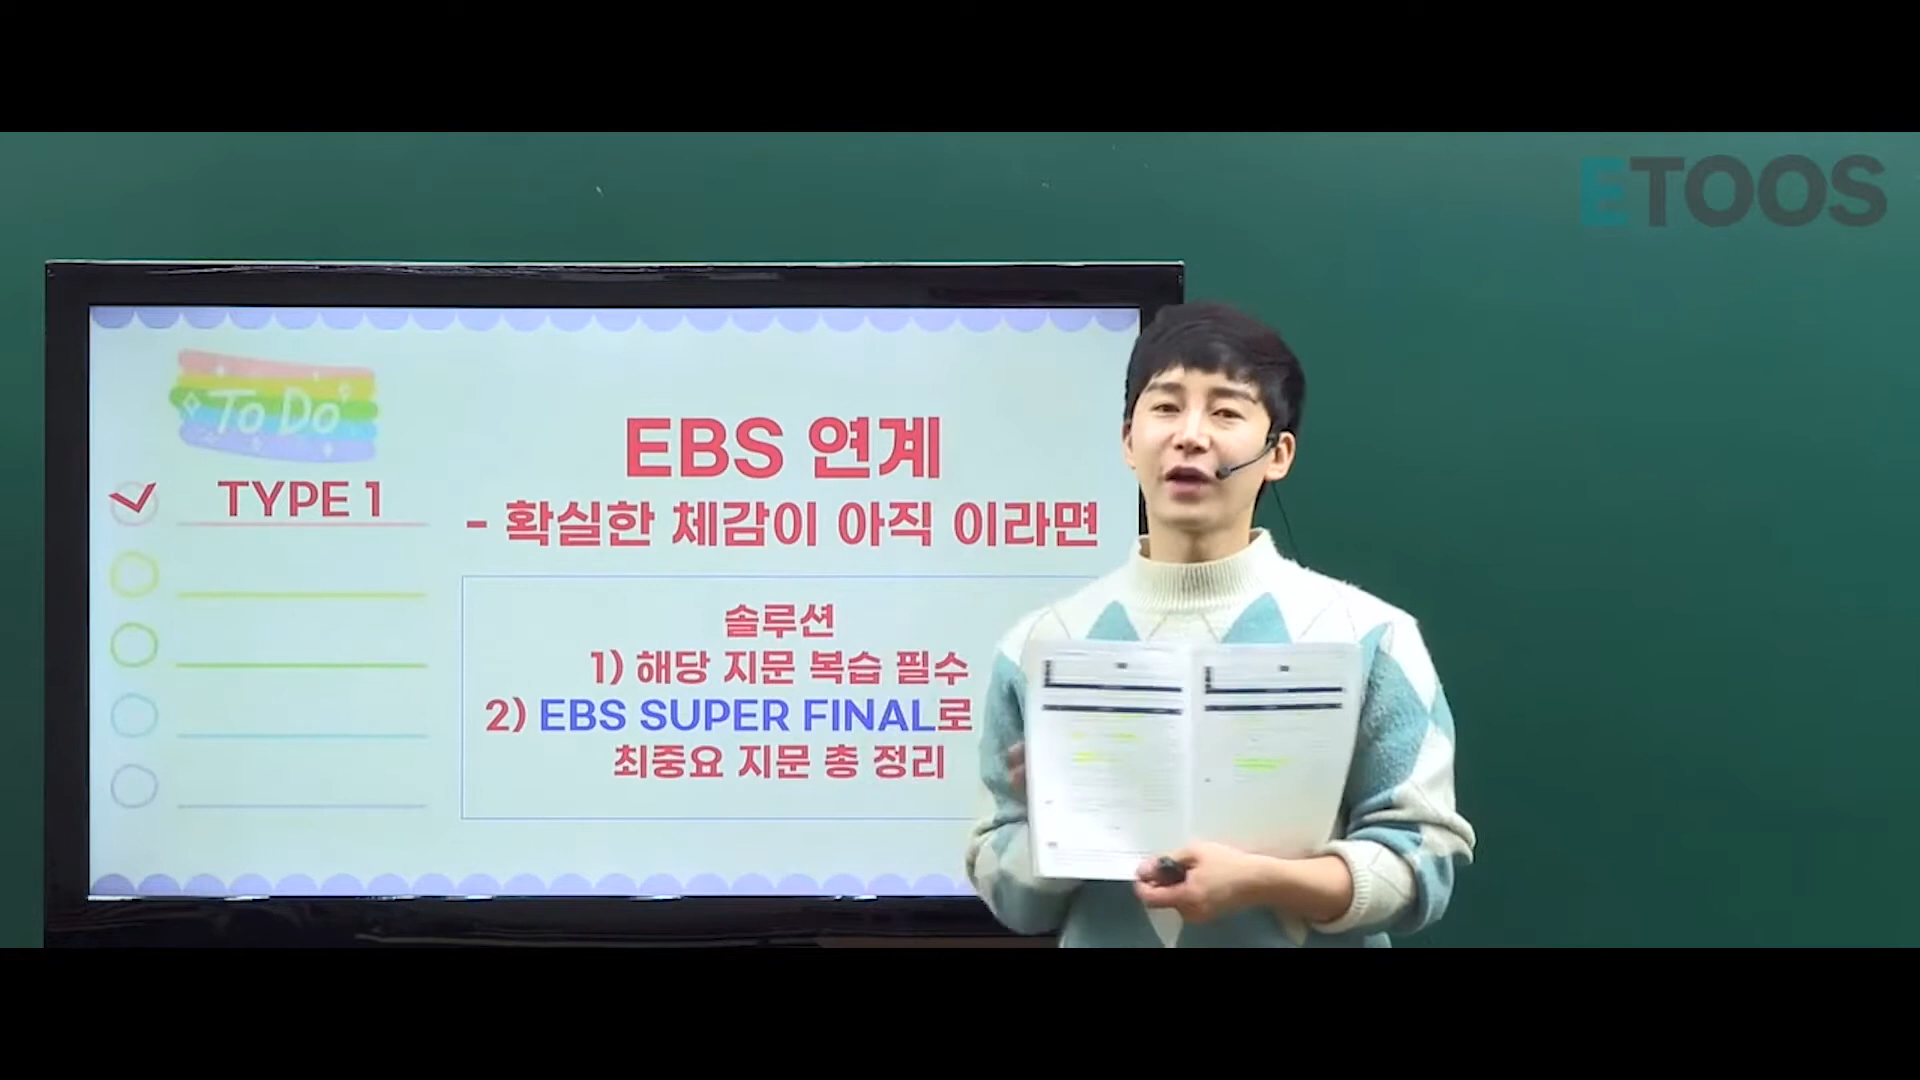 ETOOS
To Do
TYPE 1
EBS 연계
- 확실한 체감이 아직 이라면
솔루션
1) 해당 지문 복습 필수
2) EBS SUPER FINAL로
최중요 지문 총 정리